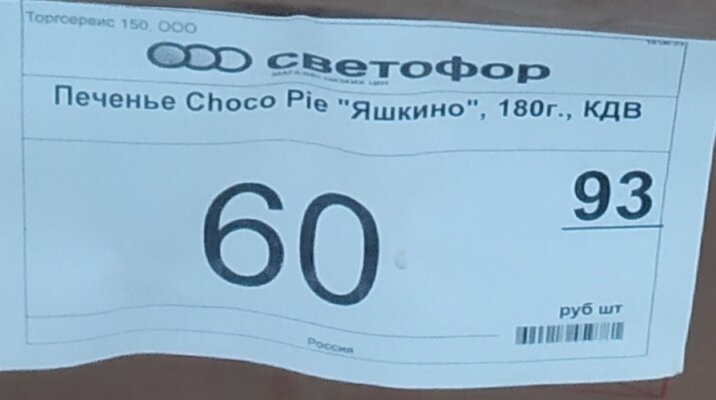 Торгсервис 150, ООО
светофор
Печенье Choco Pie "Яшкино", 180г., КДВ
60 93
руб шт
Россия